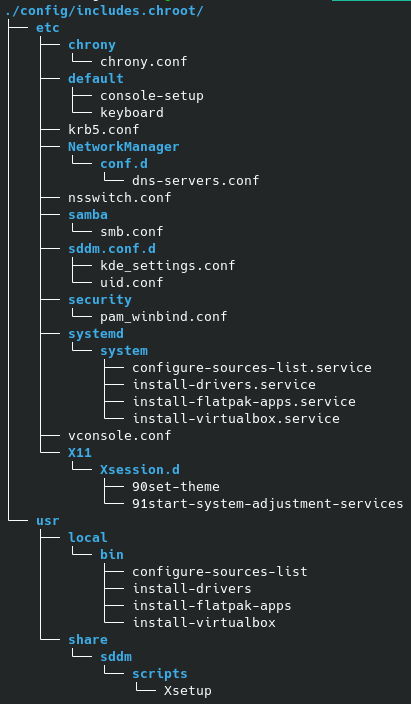 ./config/includes.chroot/
├── etc
│   ├── chrony
│   │   └── chrony.conf
│   ├── default
│   │   ├── console-setup
│   │   └── keyboard
│   ├── krb5.conf
│   ├── NetworkManager
│   │   └── conf.d
│   │       └── dns-servers.conf
│   ├── nsswitch.conf
│   ├── samba
│   │   └── smb.conf
│   ├── sddm.conf.d
│   │   ├── kde_settings.conf
│   │   └── uid.conf
│   ├── security
│   │   └── pam_winbind.conf
│   ├── systemd
│   │   └── system
│   │       ├── configure-sources-list.service
│   │       ├── install-drivers.service
│   │       ├── install-flatpak-apps.service
│   │       └── install-virtualbox.service
│   ├── vconsole.conf
│   └── X11
│       └── Xsession.d
│           ├── 90set-theme
│           └── 91start-system-adjustment-services
└── usr
    ├── local
    │   └── bin
    │       ├── configure-sources-list
    │       ├── install-drivers
    │       ├── install-flatpak-apps
    │       └── install-virtualbox
    └── share
        └── sddm
            └── scripts
                └── Xsetup